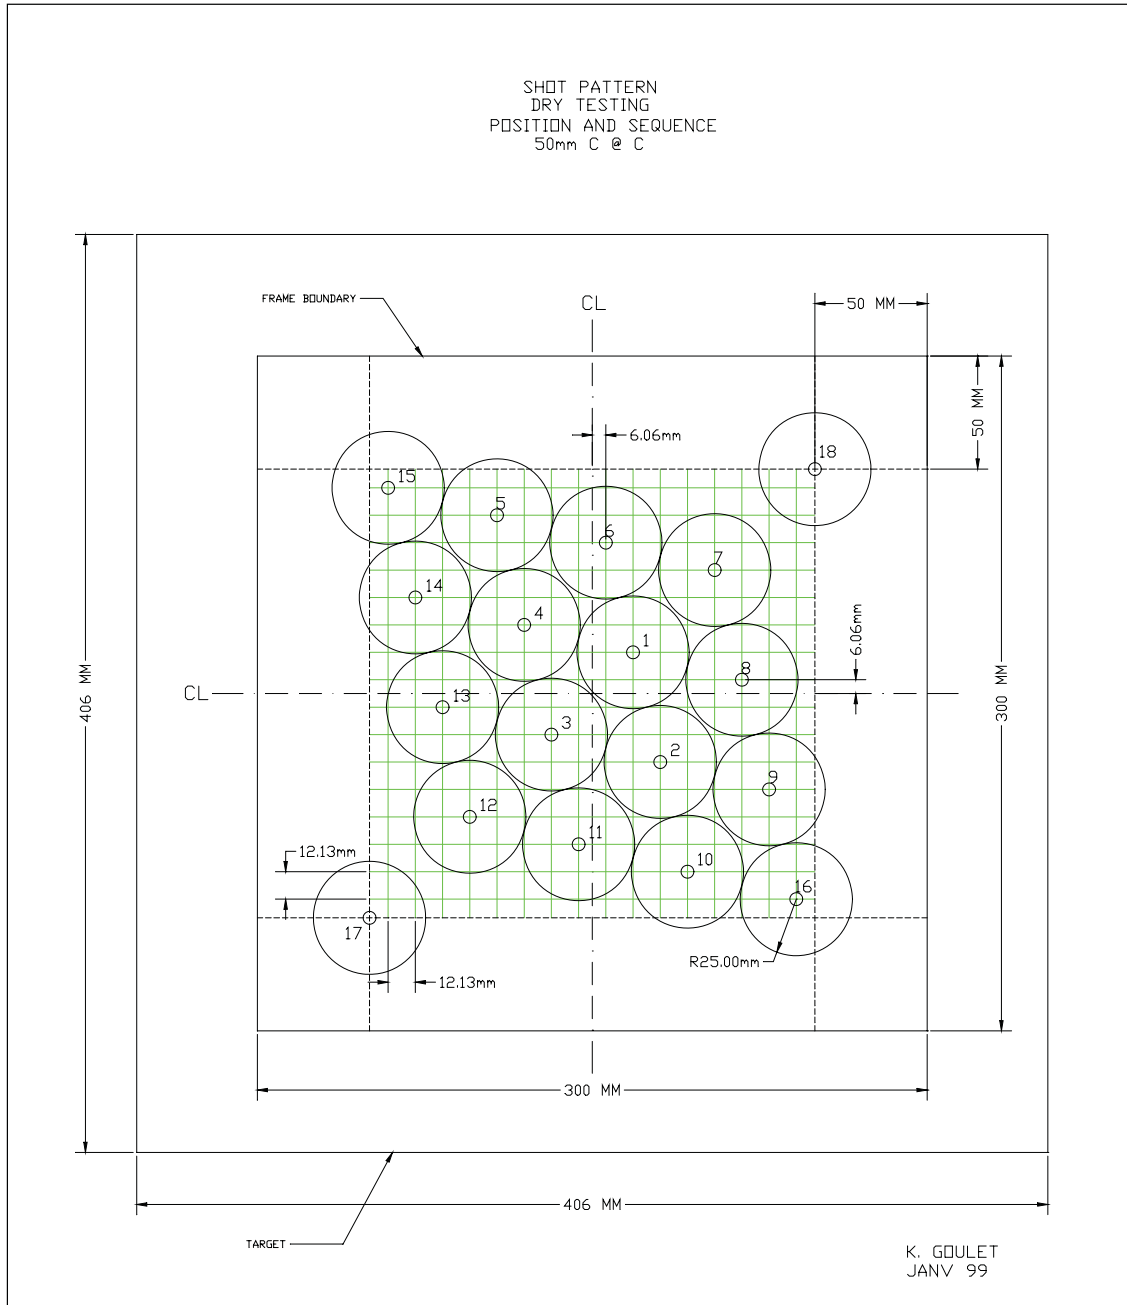 SHOT PATTERN
DRY TESTING
POSITION AND SEQUENCE
50mm C @ C
FRAME BOUNDARY
CL
50 MM
50 MM
6.06mm
18
15
5
6
7
14
4
1
8
6.06mm
CL
13
3
2
9
406 MM
300 MM
12
11
10
16
12.13mm
17
R25.00mm
12.13mm
300 MM
406 MM
TARGET
K. GOULET
JANV 99